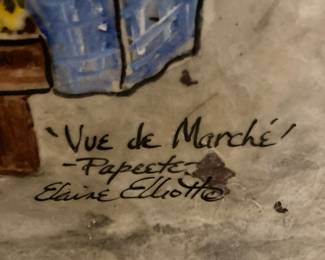 "Vue de Marché"
-Papeete-
Elaine Elliott©